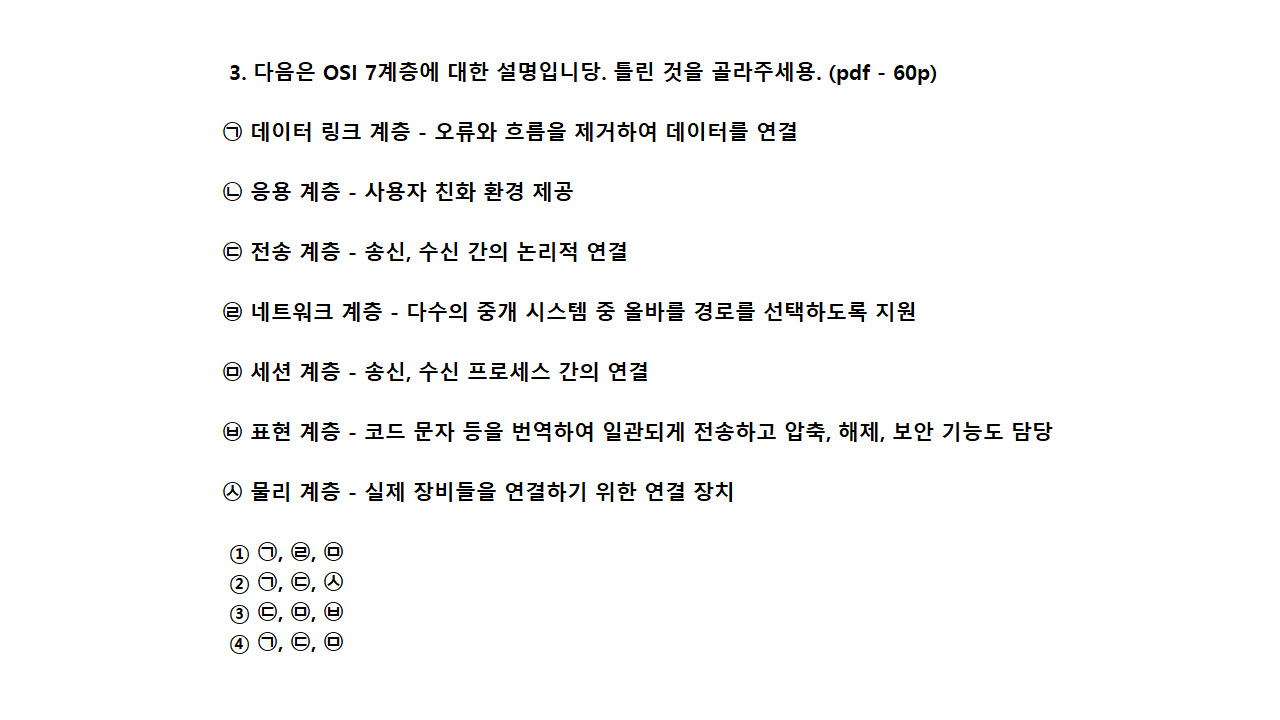 3. 다음은 OSI 7계층에 대한 설명입니당. 틀린 것을 골라주세용. (pdf - 60p)
㉠ 데이터 링크 계층 - 오류와 흐름을 제거하여 데이터를 연결
㉡ 응용 계층 - 사용자 친화 환경 제공
㉢ 전송 계층 - 송신, 수신 간의 논리적 연결
㉣ 네트워크 계층 - 다수의 중개 시스템 중 올바를 경로를 선택하도록 지원
㉤ 세션 계층 - 송신, 수신 프로세스 간의 연결
㉥ 표현 계층 - 코드 문자 등을 번역하여 일관되게 전송하고 압축, 해제, 보안 기능도 담당
㉦ 물리 계층 - 실제 장비들을 연결하기 위한 연결 장치
① ㉠, ㉣, ㉤
② ㉠, ㉢, ㉦
③ ㉢, ㉤, ㉥
④ ㉠, ㉢, ㉤